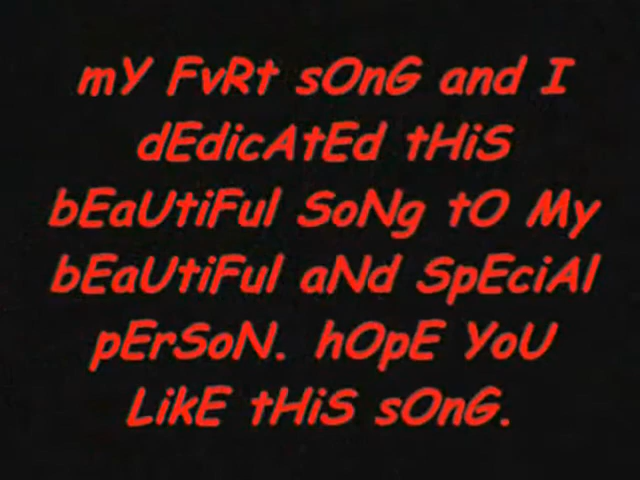 mY FvRt sOnG and I
dEdicAtEd tHiS
bEaUtiFul SoNg tO My
bEaUtiFul aNd SpEciAl
pErSoN. hOpE YoU
LikE tHiS sOnG.